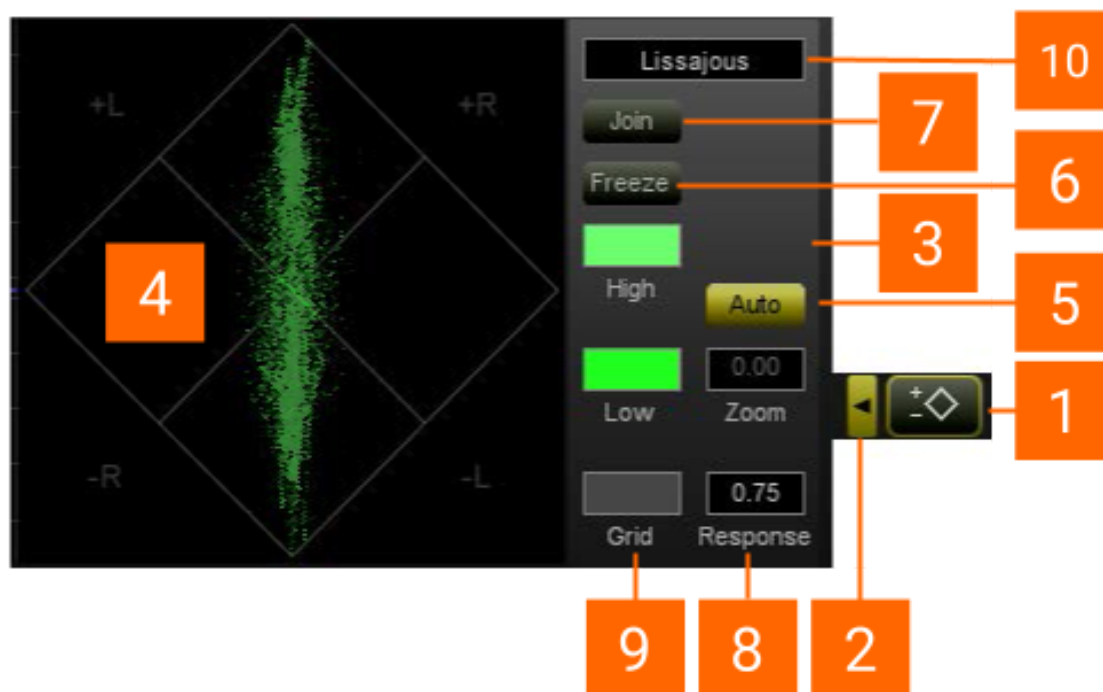 Lissajous
10
+L
+R
Join
7
Freeze
6
3
4
High
Auto
5
0.00
Low
Zoom
+
-
1
-R
-L
0.75
Grid
Response
9
8
2